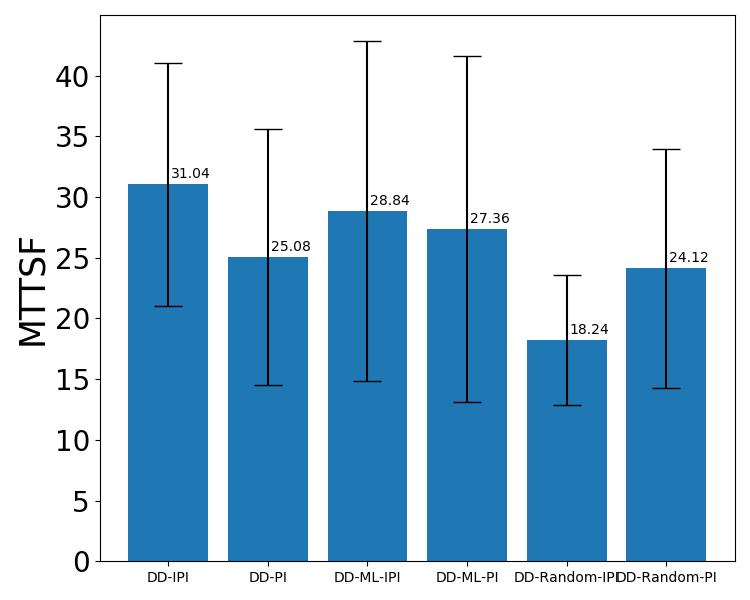 MTTSF
40
35
30
25
20
15
10
5
0
31.04
25.08
28.84
27.36
18.24
24.12
DD-IPI
DD-PI
DD-ML-IPI
DD-ML-PI
DD-Random-IPI
DD-Random-PI